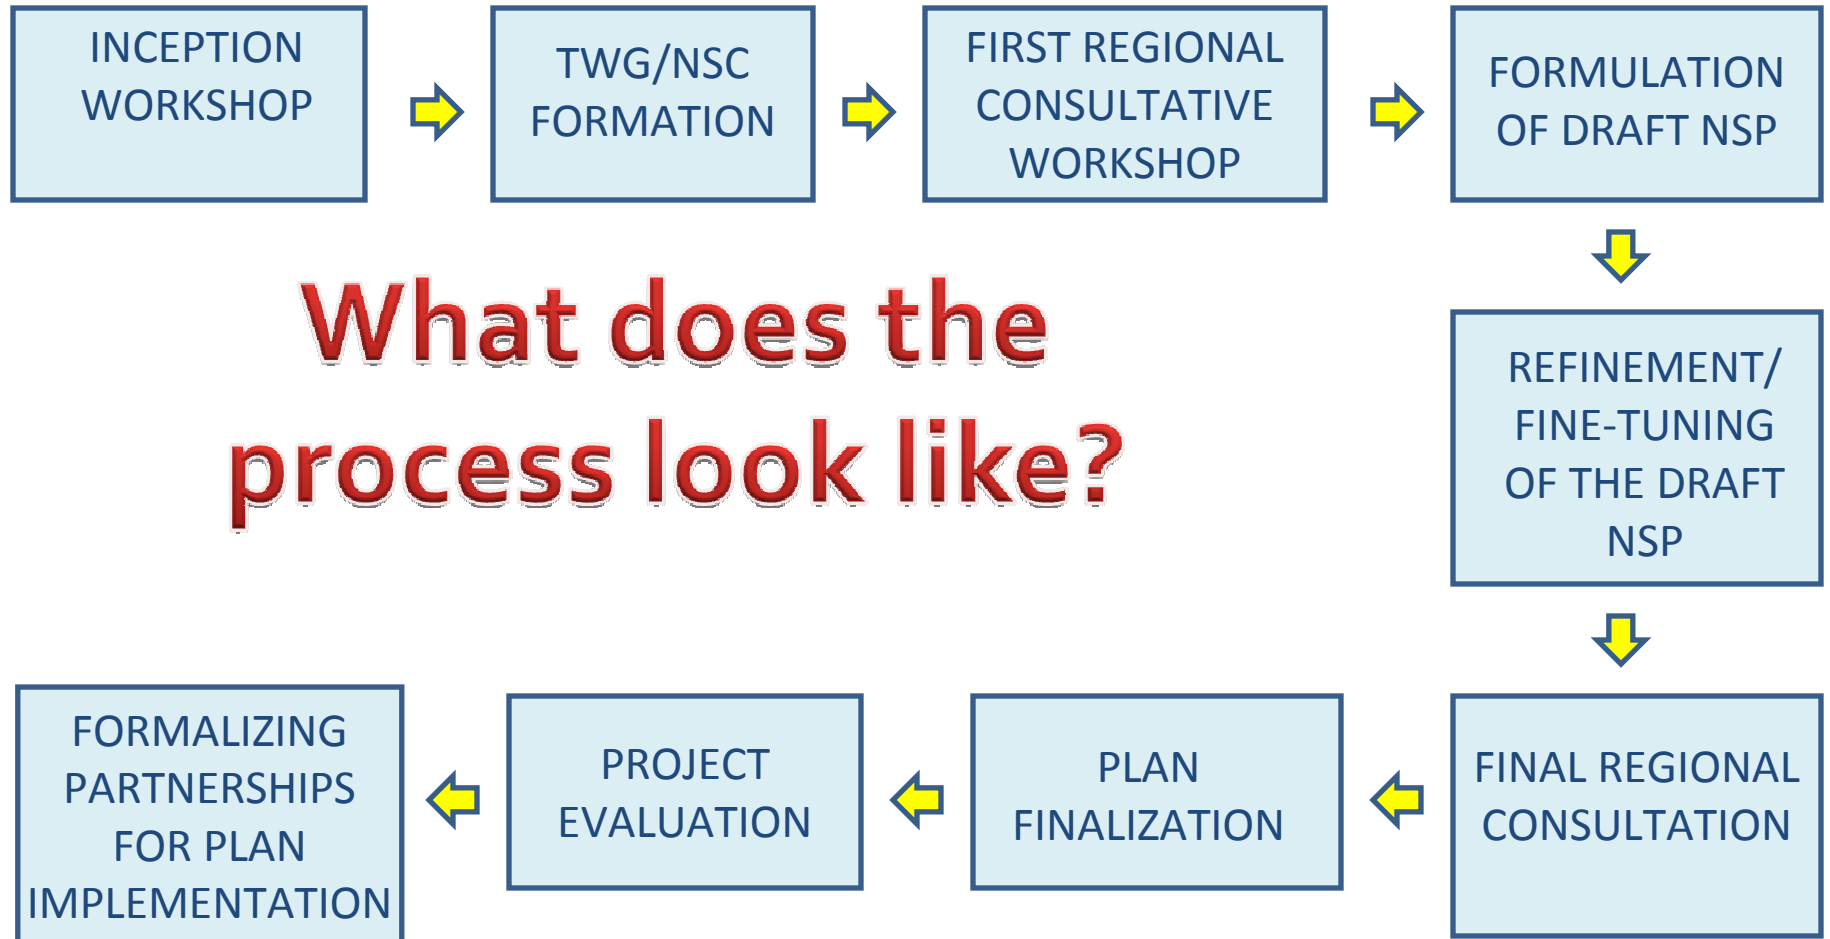 INCEPTION
WORKSHOP
TWG/NSC
FORMATION
FIRST REGIONAL
CONSULTATIVE
WORKSHOP
FORMULATION
OF DRAFT NSP
What does the
process look like?
REFINEMENT/
FINE-TUNING
OF THE DRAFT
NSP
FINAL REGIONAL
CONSULTATION
PLAN
FINALIZATION
PROJECT
EVALUATION
FORMALIZING
PARTNERSHIPS
FOR PLAN
IMPLEMENTATION